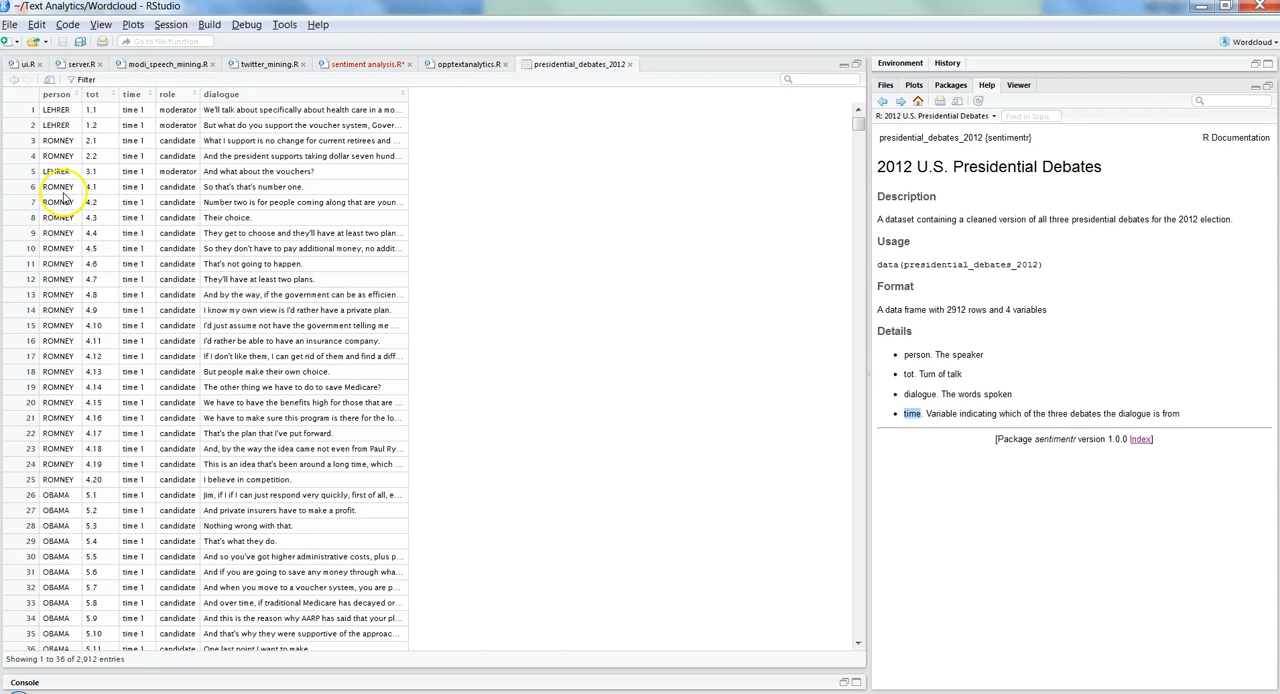 ~/Text Analytics/Wordcloud - RStudio
File Edit Code View Plots Session Build Debug Tools Help
Go to file/function
Wordcloud
ui.R server.R modi_speech_mining.R twitter_mining.R sentiment analysis.R* opptextanalytics.R presidential_debates_2012
Filter
person tot time role dialogue
1 LEHRER 1.1 time 1 moderator We'll talk about specifically about health care in a mo...
2 LEHRER 1.2 time 1 moderator But what do you support the voucher system, Gover...
3 ROMNEY 2.1 time 1 candidate What I support is no change for current retirees and ...
4 ROMNEY 2.2 time 1 candidate And the president supports taking dollar seven hund...
5 LEHRER 3.1 time 1 moderator And what about the vouchers?
6 ROMNEY 4.1 time 1 candidate So that's that's number one.
7 ROMNEY 4.2 time 1 candidate Number two is for people coming along that are youn...
8 ROMNEY 4.3 time 1 candidate Their choice.
9 ROMNEY 4.4 time 1 candidate They get to choose and they'll have at least two plan...
10 ROMNEY 4.5 time 1 candidate So they don't have to pay additional money, no addit...
11 ROMNEY 4.6 time 1 candidate That's not going to happen.
12 ROMNEY 4.7 time 1 candidate They'll have at least two plans.
13 ROMNEY 4.8 time 1 candidate And by the way, if the government can be as efficien...
14 ROMNEY 4.9 time 1 candidate I know my own view is I'd rather have a private plan.
15 ROMNEY 4.10 time 1 candidate I'd just assume not have the government telling me ...
16 ROMNEY 4.11 time 1 candidate I'd rather be able to have an insurance company.
17 ROMNEY 4.12 time 1 candidate If I don't like them, I can get rid of them and find a diff...
18 ROMNEY 4.13 time 1 candidate But people make their own choice.
19 ROMNEY 4.14 time 1 candidate The other thing we have to do to save Medicare?
20 ROMNEY 4.15 time 1 candidate We have to have the benefits high for those that are ...
21 ROMNEY 4.16 time 1 candidate We have to make sure this program is there for the lo...
22 ROMNEY 4.17 time 1 candidate That's the plan that I've put forward.
23 ROMNEY 4.18 time 1 candidate And, by the way the idea came not even from Paul Ry...
24 ROMNEY 4.19 time 1 candidate This is an idea that's been around a long time, which ...
25 ROMNEY 4.20 time 1 candidate I believe in competition.
26 OBAMA 5.1 time 1 candidate Jim, if I if I can just respond very quickly, first of all, e...
27 OBAMA 5.2 time 1 candidate And private insurers have to make a profit.
28 OBAMA 5.3 time 1 candidate Nothing wrong with that.
29 OBAMA 5.4 time 1 candidate That's what they do.
30 OBAMA 5.5 time 1 candidate And so you've got higher administrative costs, plus p...
31 OBAMA 5.6 time 1 candidate And if you are going to save any money through wha...
32 OBAMA 5.7 time 1 candidate And when you move to a voucher system, you are p...
33 OBAMA 5.8 time 1 candidate And over time, if traditional Medicare has decayed or...
34 OBAMA 5.9 time 1 candidate And this is the reason why AARP has said that your pl...
35 OBAMA 5.10 time 1 candidate And that's why they were supportive of the approac...
36 OBAMA 5.11 time 1 candidate One last point I want to make.
Showing 1 to 36 of 2,912 entries
Console
Environment History
Files Plots Packages Help Viewer
R: 2012 U.S. Presidential Debates Find in Topic
presidential_debates_2012 {sentimentr} R Documentation
2012 U.S. Presidential Debates
Description
A dataset containing a cleaned version of all three presidential debates for the 2012 election.
Usage
data(presidential_debates_2012)
Format
A data frame with 2912 rows and 4 variables
Details
• person. The speaker
• tot. Turn of talk
• dialogue. The words spoken
• time. Variable indicating which of the three debates the dialogue is from
[Package sentimentr version 1.0.0 Index]